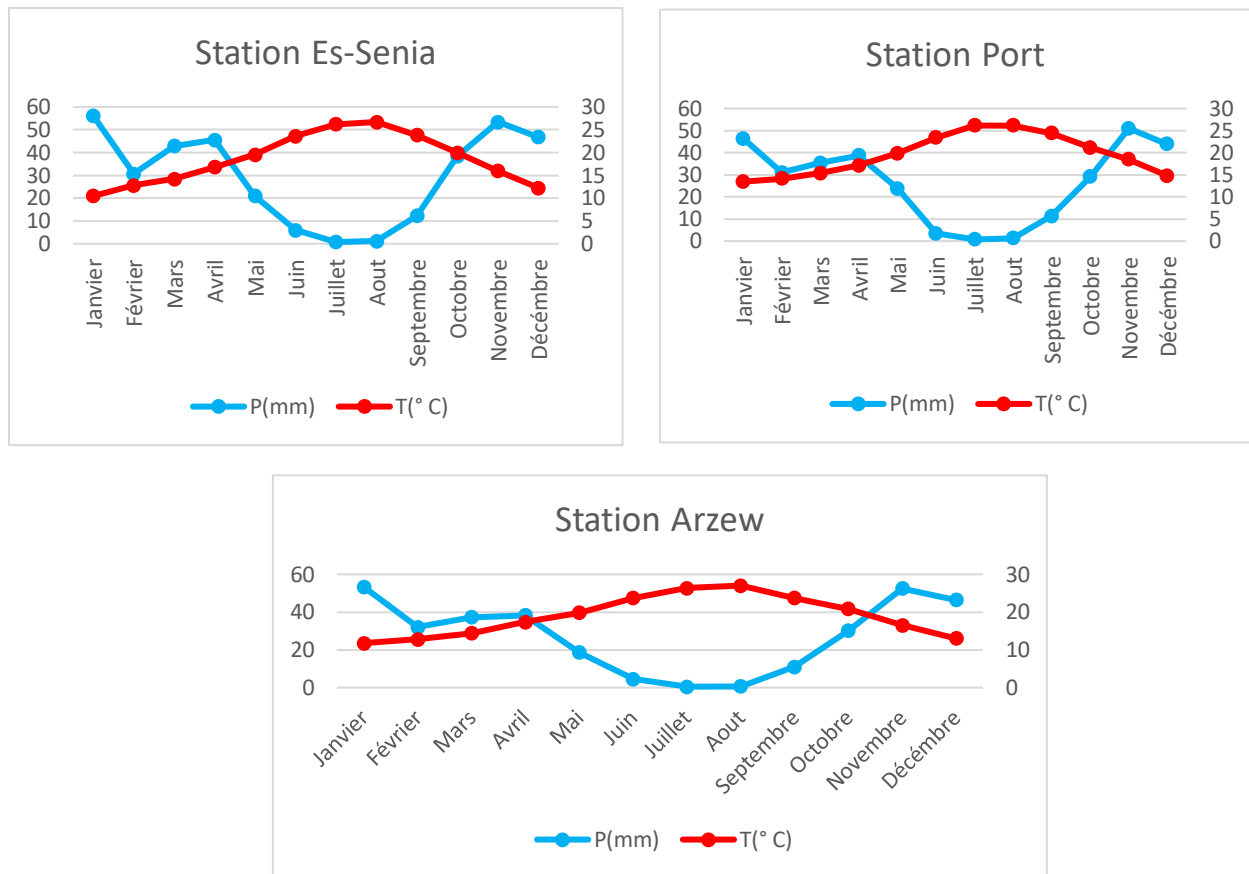 Station Es-Senia
60 30
50 25
40 20
30 15
20 10
10 5
0 0
Janvier
Février
Mars
Avril
Mai
Juin
Juillet
Aout
Septembre
Octobre
Novembre
Décémbre
P(mm) T(° C)
Station Port
60 30
50 25
40 20
30 15
20 10
10 5
0 0
Janvier
Février
Mars
Avril
Mai
Juin
Juillet
Aout
Septembre
Octobre
Novembre
Décémbre
P(mm) T(° C)
Station Arzew
60 30
40 20
20 10
0 0
Janvier
Février
Mars
Avril
Mai
Juin
Juillet
Aout
Septembre
Octobre
Novembre
Décémbre
P(mm) T(° C)